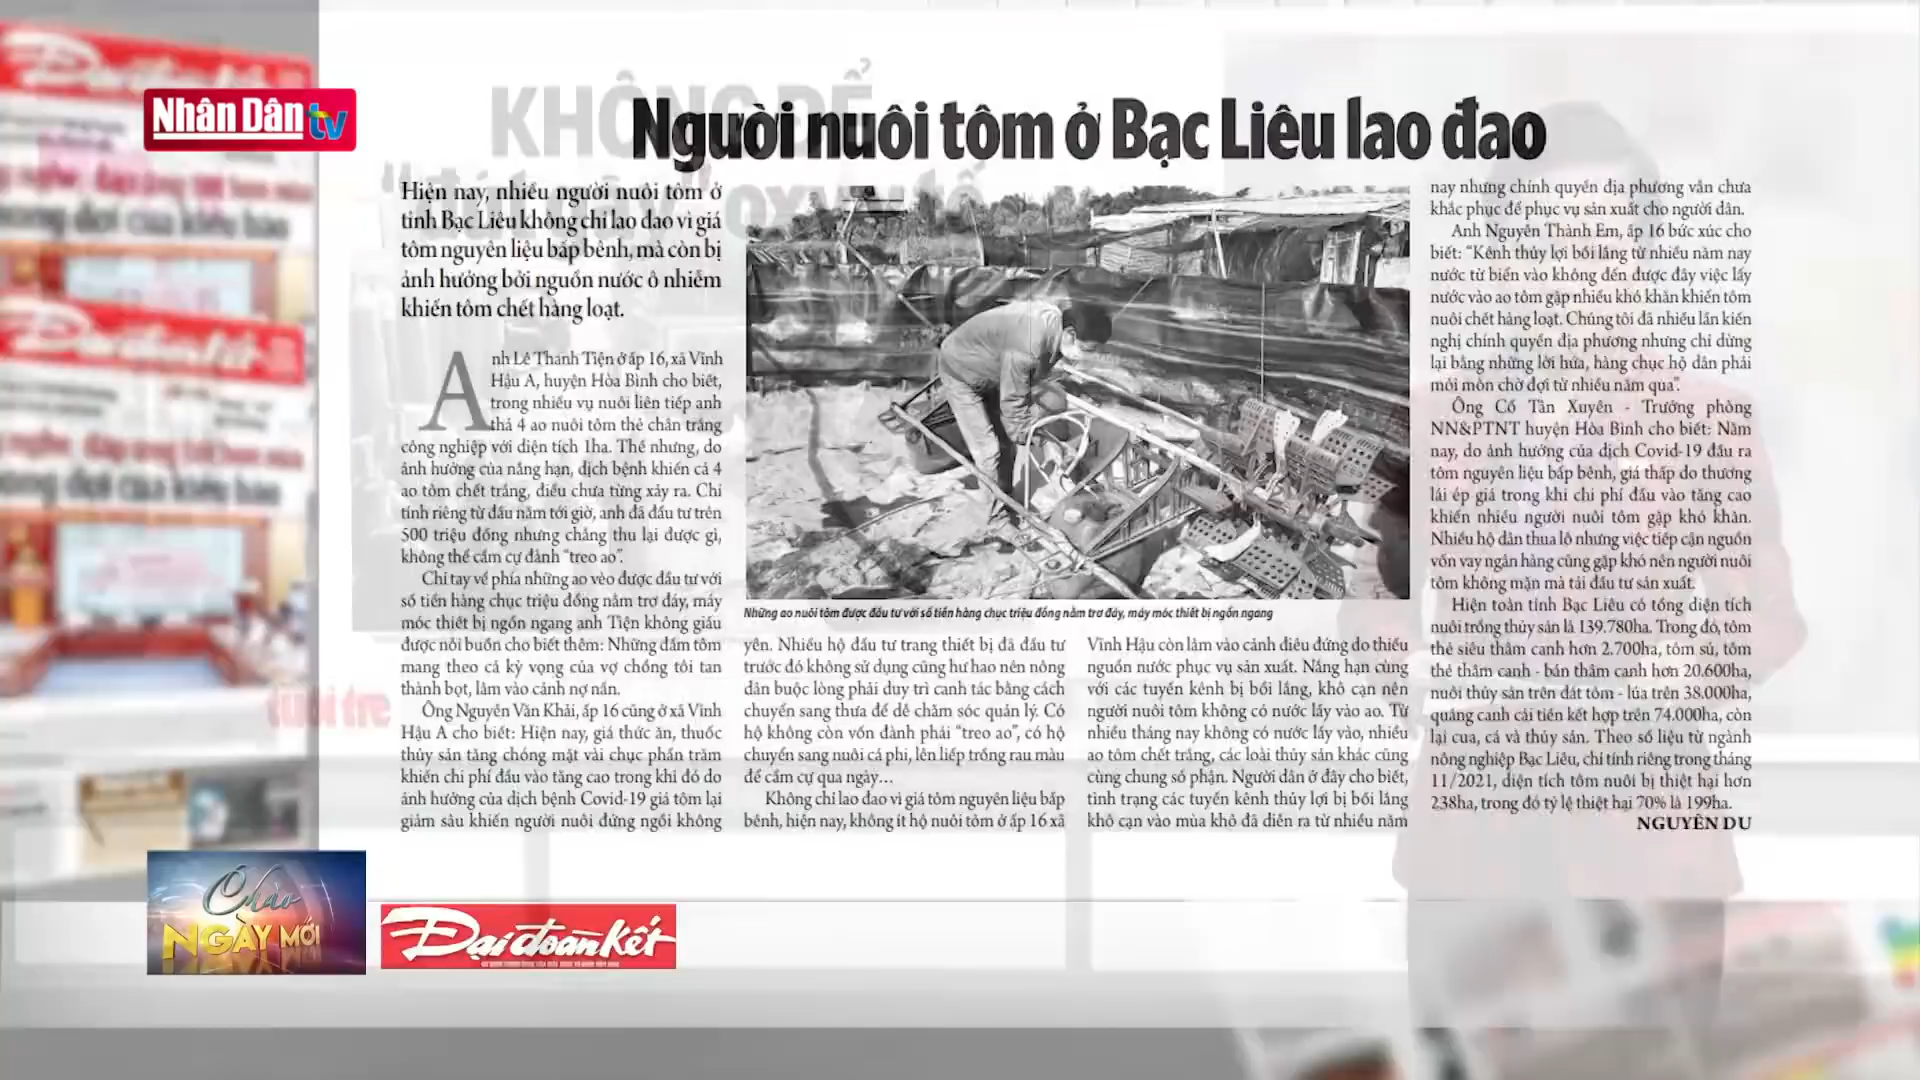 Nhân Dân tv
KHÔNG ĐỂ
Người nuôi tôm ở Bạc Liêu lao đao
Hiện nay, nhiều người nuôi tôm ở
tỉnh Bạc Liêu không chỉ lao đao vì giá
tôm nguyên liệu bấp bênh, mà còn bị
ảnh hưởng bởi nguồn nước ô nhiễm
khiến tôm chết hàng loạt.
Anh Lê Thanh Tiện ở ấp 16, xã Vĩnh
Hậu A, huyện Hòa Bình cho biết,
trong nhiều vụ nuôi liên tiếp anh
thả 4 ao nuôi tôm thẻ chân trắng
công nghiệp với diện tích 1ha. Thế nhưng, do
ảnh hưởng của nắng hạn, dịch bệnh khiến cả 4
ao tôm chết trắng, điều chưa từng xảy ra. Chỉ
tính riêng từ đầu năm tới giờ, anh đã đầu tư trên
500 triệu đồng nhưng chẳng thu lại được gì,
không thể cầm cự đành “treo ao”.
Chỉ tay về phía những ao vèo được đầu tư với
số tiền hàng chục triệu đồng nằm trơ đáy, máy
móc thiết bị ngổn ngang anh Tiện không giấu
được nỗi buồn cho biết thêm: Những đầm tôm
mang theo cả kỳ vọng của vợ chồng tôi tan
thành bọt, lâm vào cảnh nợ nần.
Ông Nguyễn Văn Khải, ấp 16 cũng ở xã Vĩnh
Hậu A cho biết: Hiện nay, giá thức ăn, thuốc
thủy sản tăng chóng mặt vài chục phần trăm
khiến chi phí đầu vào tăng cao trong khi đó do
ảnh hưởng của dịch bệnh Covid-19 giá tôm lại
giảm sâu khiến người nuôi đứng ngồi không
Những ao nuôi tôm được đầu tư với số tiền hàng chục triệu đồng nằm trơ đáy, máy móc thiết bị ngổn ngang
yên. Nhiều hộ đầu tư trang thiết bị đã đầu tư
trước đó không sử dụng cũng hư hao nên nông
dân buộc lòng phải duy trì canh tác bằng cách
chuyển sang thưa để dễ chăm sóc quản lý. Có
hộ không còn vốn đành phải “treo ao”, có hộ
chuyển sang nuôi cá phi, lên liếp trồng rau màu
để cầm cự qua ngày…
Không chỉ lao đao vì giá tôm nguyên liệu bấp
bênh, hiện nay, không ít hộ nuôi tôm ở ấp 16 xã
Vĩnh Hậu còn lâm vào cảnh điêu đứng do thiếu
nguồn nước phục vụ sản xuất. Nắng hạn cùng
với các tuyến kênh bị bồi lắng, khô cạn nên
người nuôi tôm không có nước lấy vào ao. Từ
nhiều tháng nay không có nước lấy vào, nhiều
ao tôm chết trắng, các loài thủy sản khác cũng
cùng chung số phận. Người dân ở đây cho biết,
tình trạng các tuyến kênh thủy lợi bị bồi lắng
khô cạn vào mùa khô đã diễn ra từ nhiều năm
nay nhưng chính quyền địa phương vẫn chưa
khắc phục để phục vụ sản xuất cho người dân.
Anh Nguyễn Thành Em, ấp 16 bức xúc cho
biết: “Kênh thủy lợi bồi lắng từ nhiều năm nay
nước từ biển vào không đến được đây việc lấy
nước vào ao tôm gặp nhiều khó khăn khiến tôm
nuôi chết hàng loạt. Chúng tôi đã nhiều lần kiến
nghị chính quyền địa phương nhưng chỉ dừng
lại bằng những lời hứa, hàng chục hộ dân phải
mỏi mòn chờ đợi từ nhiều năm qua”.
Ông Cổ Tân Xuyên - Trưởng phòng
NN&PTNT huyện Hòa Bình cho biết: Năm
nay, do ảnh hưởng của dịch Covid-19 đầu ra
tôm nguyên liệu bấp bênh, giá thấp do thương
lái ép giá trong khi chi phí đầu vào tăng cao
khiến nhiều người nuôi tôm gặp khó khăn.
Nhiều hộ dân thua lỗ nhưng việc tiếp cận nguồn
vốn vay ngân hàng cũng gặp khó nên người nuôi
tôm không mặn mà tái đầu tư sản xuất.
Hiện toàn tỉnh Bạc Liêu có tổng diện tích
nuôi trồng thủy sản là 139.780ha. Trong đó, tôm
thẻ siêu thâm canh hơn 2.700ha, tôm sú, tôm
thẻ thâm canh - bán thâm canh hơn 20.600ha,
nuôi thủy sản trên đất tôm - lúa trên 38.000ha,
quảng canh cải tiến kết hợp trên 74.000ha, còn
lại cua, cá và thủy sản. Theo số liệu từ ngành
nông nghiệp Bạc Liêu, chỉ tính riêng trong tháng
11/2021, diện tích tôm nuôi bị thiệt hại hơn
238ha, trong đó tỷ lệ thiệt hại 70% là 199ha.
NGUYÊN DU
tuổi trẻ
Chào
NGÀY MỚI
Đại đoàn kết